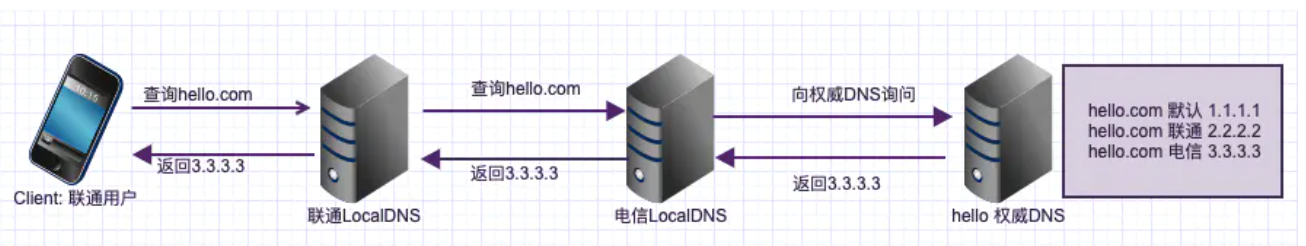 查询hello.com
查询hello.com
向权威DNS询问
hello.com 默认 1.1.1.1
hello.com 联通 2.2.2.2
hello.com 电信 3.3.3.3
10:15
返回3.3.3.3
返回3.3.3.3
返回3.3.3.3
Client: 联通用户
联通LocalDNS
电信LocalDNS
hello 权威DNS